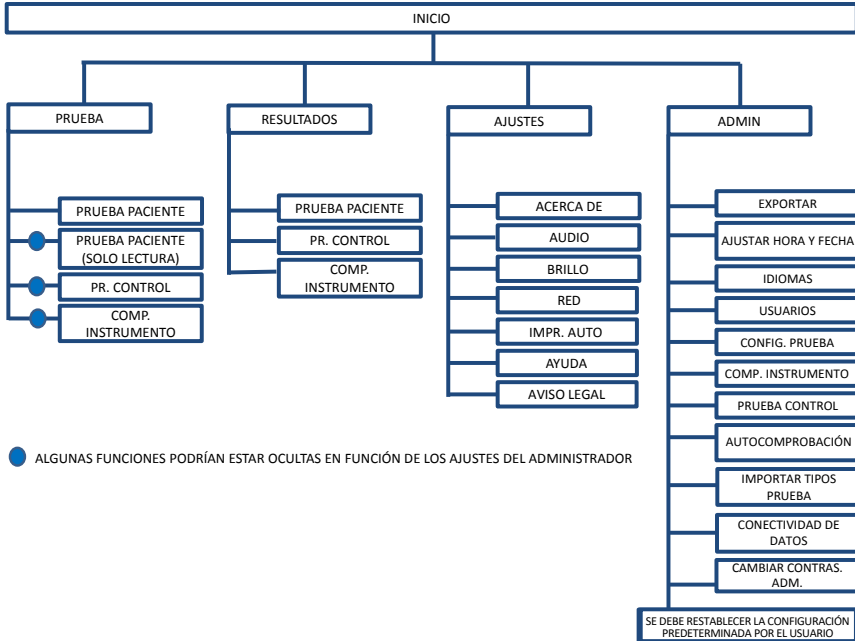 INICIO
PRUEBA
PRUEBA PACIENTE
PRUEBA PACIENTE
(SOLO LECTURA)
PR. CONTROL
COMP.
INSTRUMENTO
RESULTADOS
PRUEBA PACIENTE
PR. CONTROL
COMP.
INSTRUMENTO
AJUSTES
ACERCA DE
AUDIO
BRILLO
RED
IMPR. AUTO
AYUDA
AVISO LEGAL
ADMIN
EXPORTAR
AJUSTAR HORA Y FECHA
IDIOMAS
USUARIOS
CONFIG. PRUEBA
COMP. INSTRUMENTO
PRUEBA CONTROL
AUTOCOMPROBACIÓN
IMPORTAR TIPOS
PRUEBA
CONECTIVIDAD DE
DATOS
CAMBIAR CONTRAS.
ADM.
SE DEBE RESTABLECER LA CONFIGURACIÓN
PREDETERMINADA POR EL USUARIO
ALGUNAS FUNCIONES PODRÍAN ESTAR OCULTAS EN FUNCIÓN DE LOS AJUSTES DEL ADMINISTRADOR